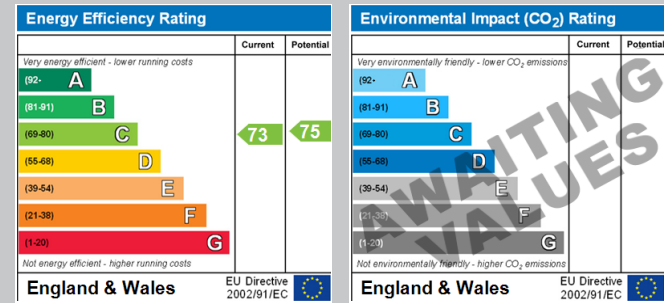 Energy Efficiency Rating
Current Potential
Very energy efficient - lower running costs
(92- A
(81-91) B
(69-80) C 73 75
(55-68) D
(39-54) E
(21-38) F
(1-20) G
Not energy efficient - higher running costs
England & Wales
EU Directive
2002/91/EC
Environmental Impact (CO₂) Rating
Current Potential
Very environmentally friendly - lower CO₂ emissions
(92- A
(81-91) B
(69-80) C
(55-68) D
(39-54) E
(21-38) F
(1-20) G
Not environmentally friendly - higher CO₂ emissions
AWAITING
VALUES
England & Wales
EU Directive
2002/91/EC